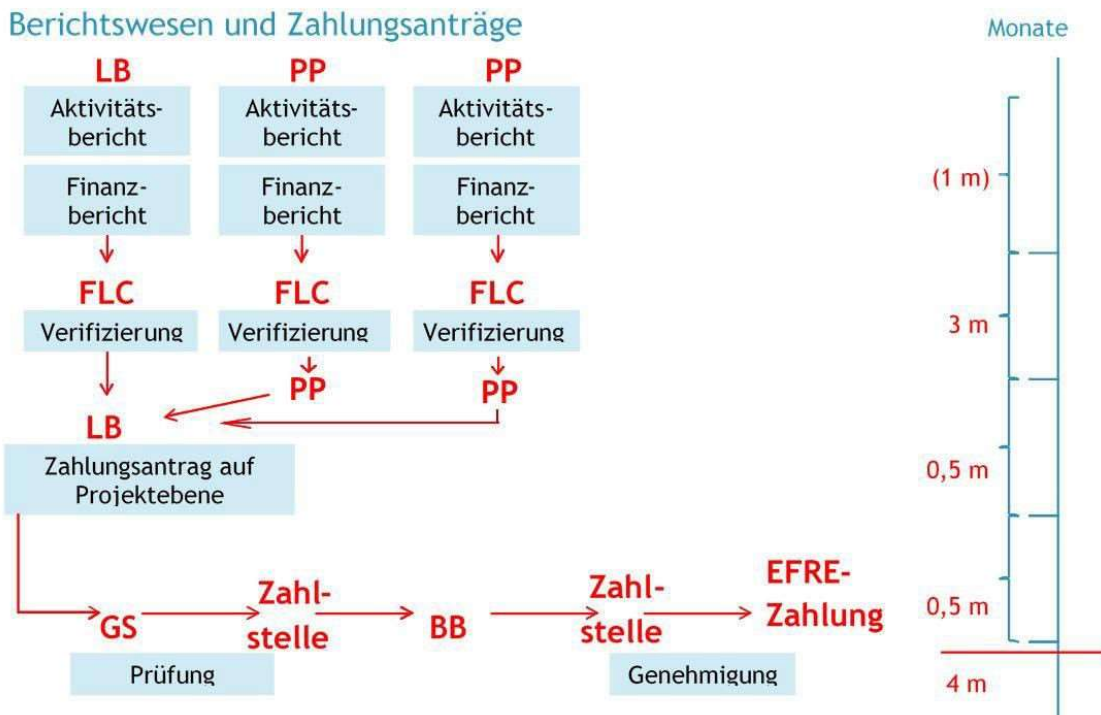 Berichtswesen und Zahlungsanträge
Monate
LB
PP
PP
Aktivitäts-
bericht
Aktivitäts-
bericht
Aktivitäts-
bericht
Finanz-
bericht
Finanz-
bericht
Finanz-
bericht
(1 m)
FLC
FLC
FLC
Verifizierung
Verifizierung
Verifizierung
3 m
PP
PP
LB
Zahlungsantrag auf
Projektebene
0,5 m
GS
Zahl-
stelle
BB
Zahl-
stelle
EFRE-
Zahlung
0,5 m
Prüfung
Genehmigung
4 m